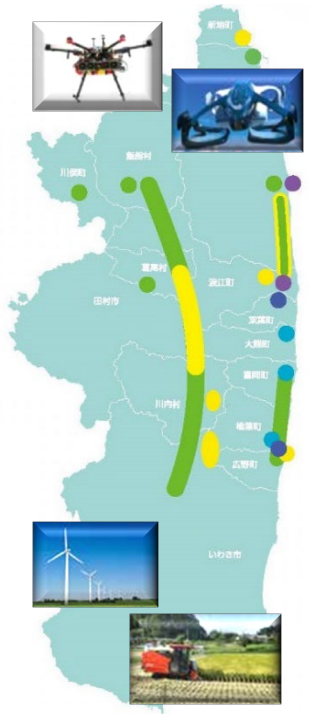 新地町
飯舘村
川俣町
葛尾村
浪江町
田村市
双葉町
大熊町
富岡町
川内村
楢葉町
広野町
いわき市